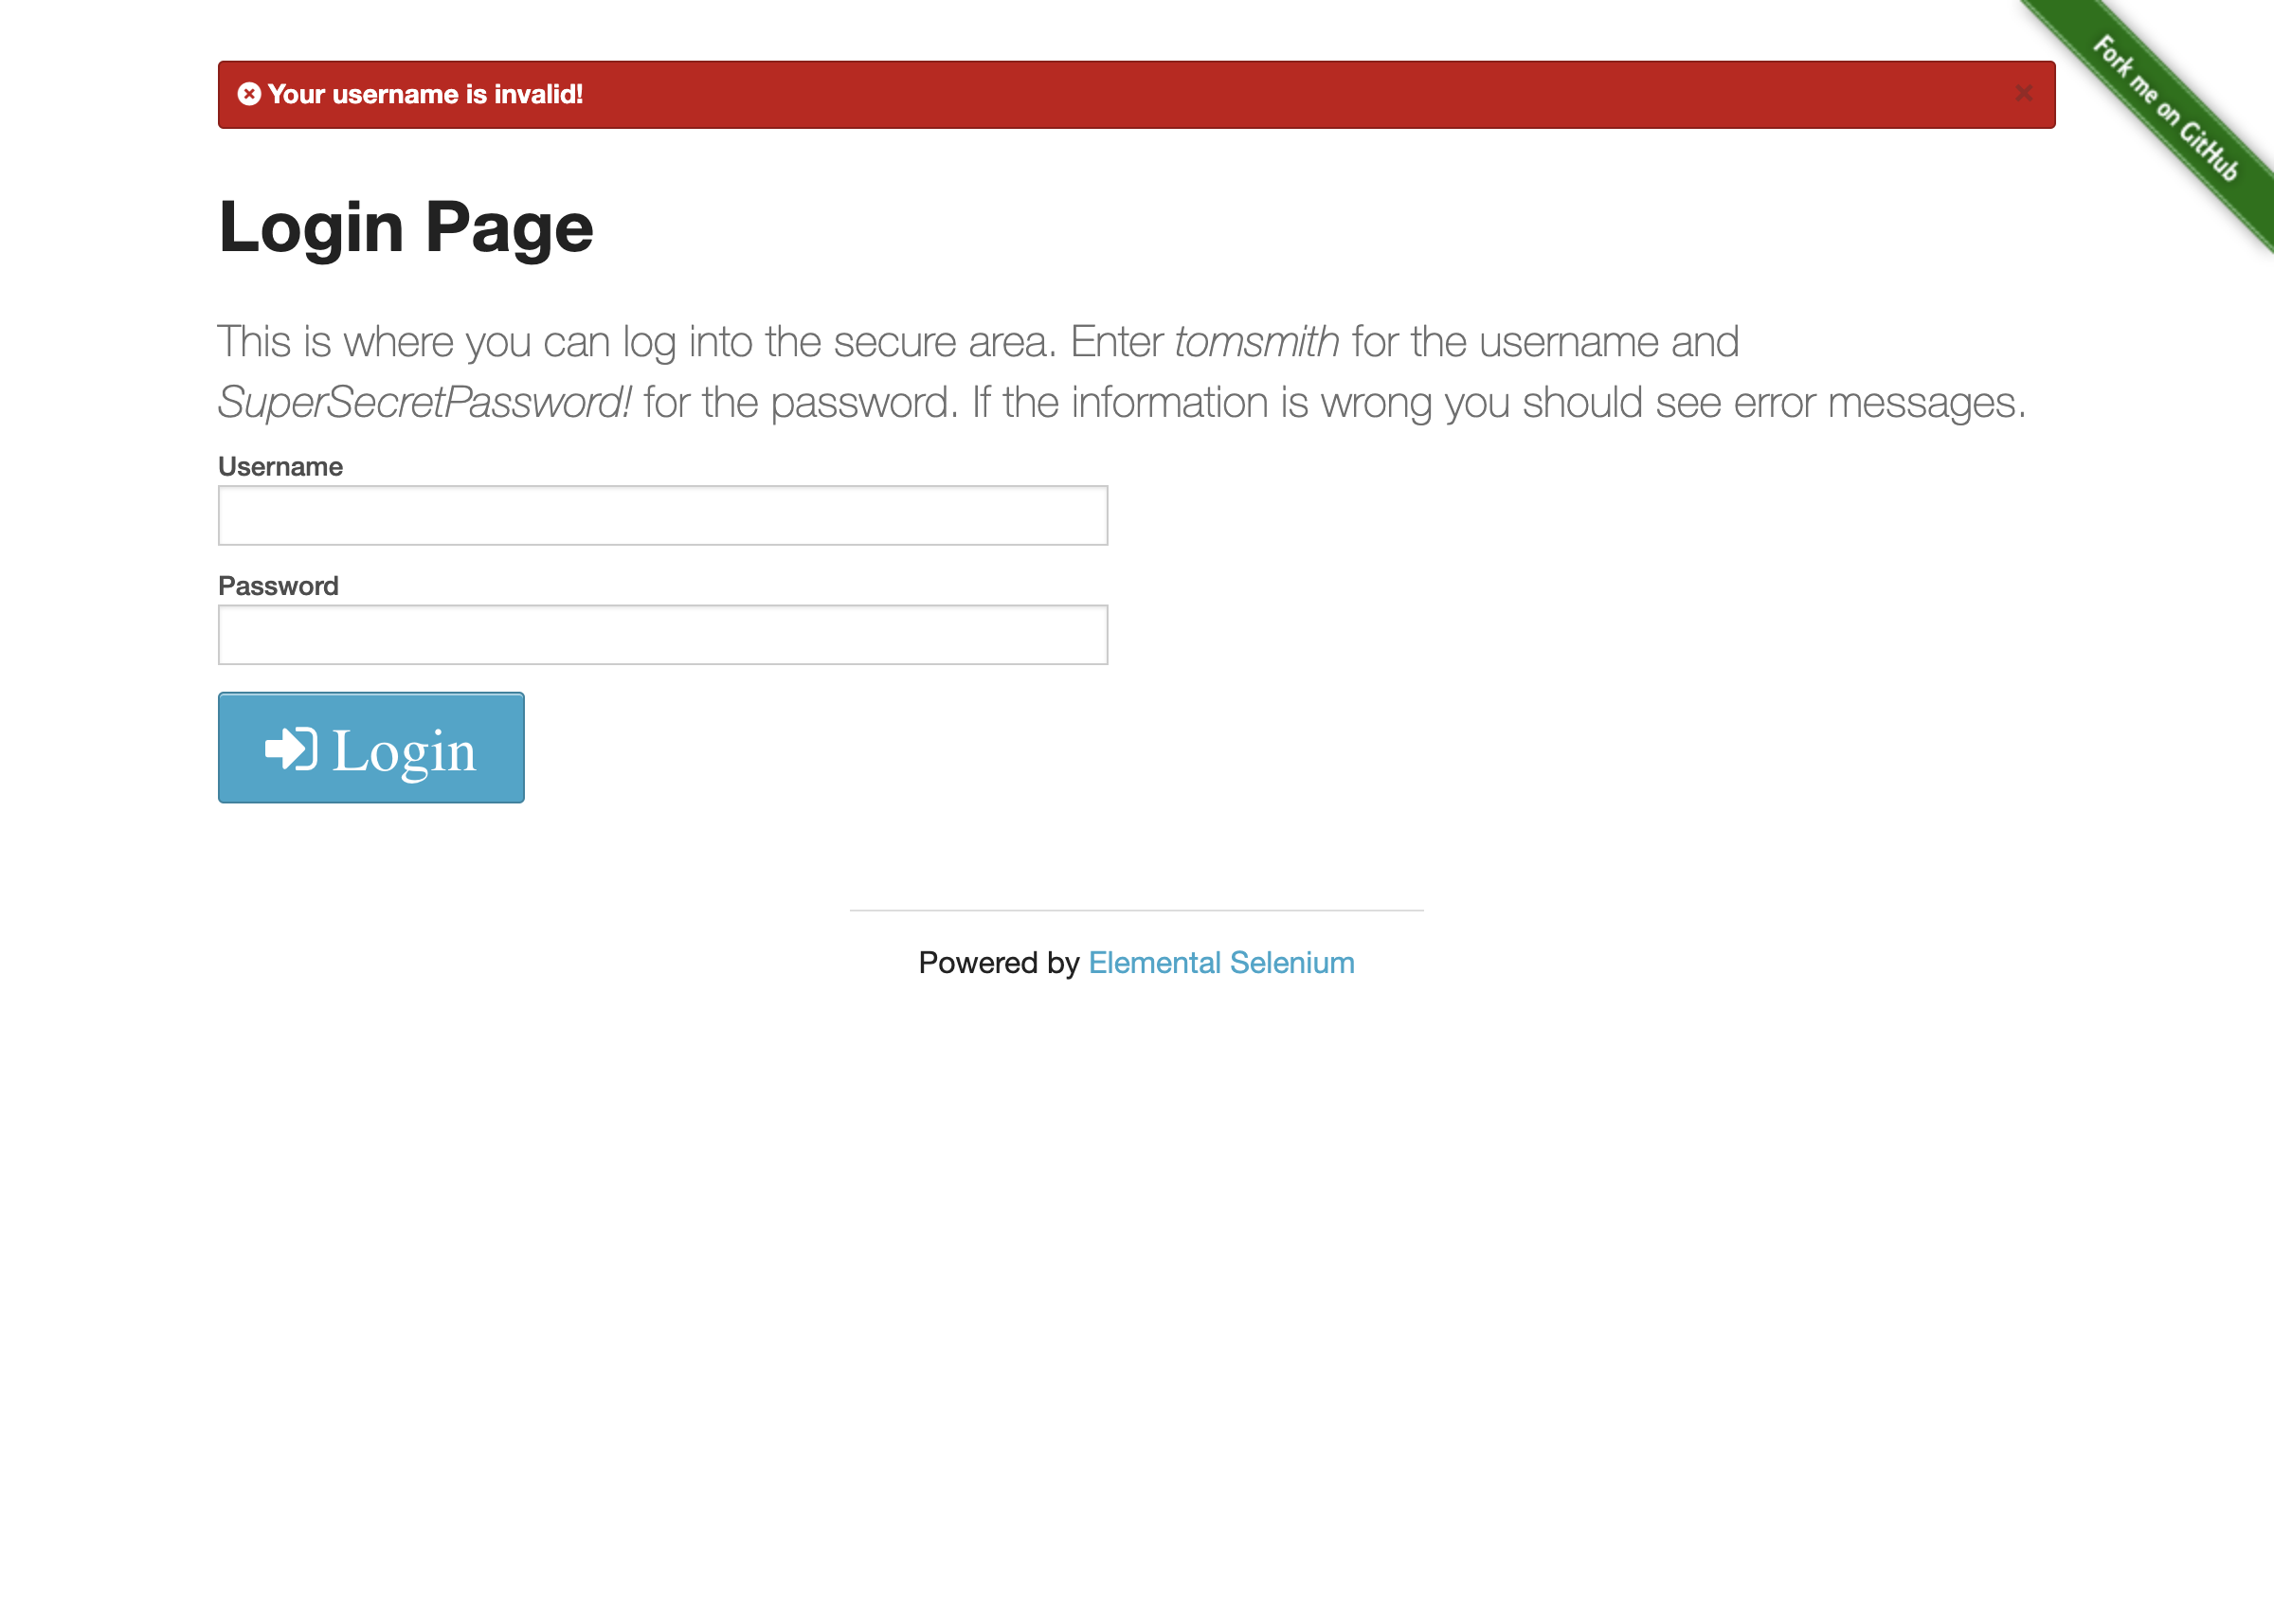 Your username is invalid!
×
Fork me on GitHub
Login Page
This is where you can log into the secure area. Enter tomsmith for the username and
SuperSecretPassword! for the password. If the information is wrong you should see error messages.
Username
Password
Login
Powered by Elemental Selenium